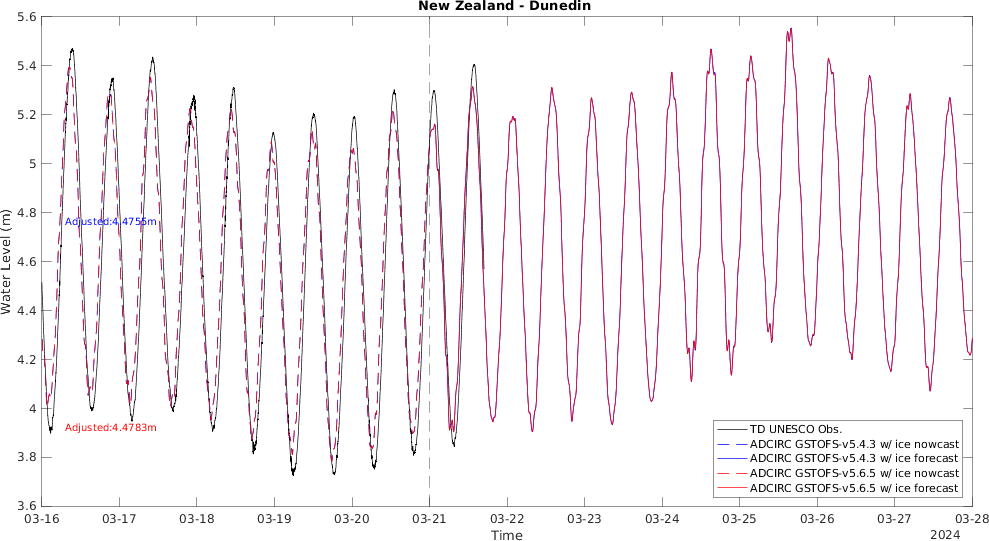 New Zealand - Dunedin
5.6
5.4
5.2
5
4.8
4.6
4.4
4.2
4
3.8
3.6
Water Level (m)
Adjusted:4.4755m
Adjusted:4.4783m
TD UNESCO Obs.
ADCIRC GSTOFS-v5.4.3 w/ ice nowcast
ADCIRC GSTOFS-v5.4.3 w/ ice forecast
ADCIRC GSTOFS-v5.6.5 w/ ice nowcast
ADCIRC GSTOFS-v5.6.5 w/ ice forecast
03-16 03-17 03-18 03-19 03-20 03-21 03-22 03-23 03-24 03-25 03-26 03-27 03-28
Time
2024